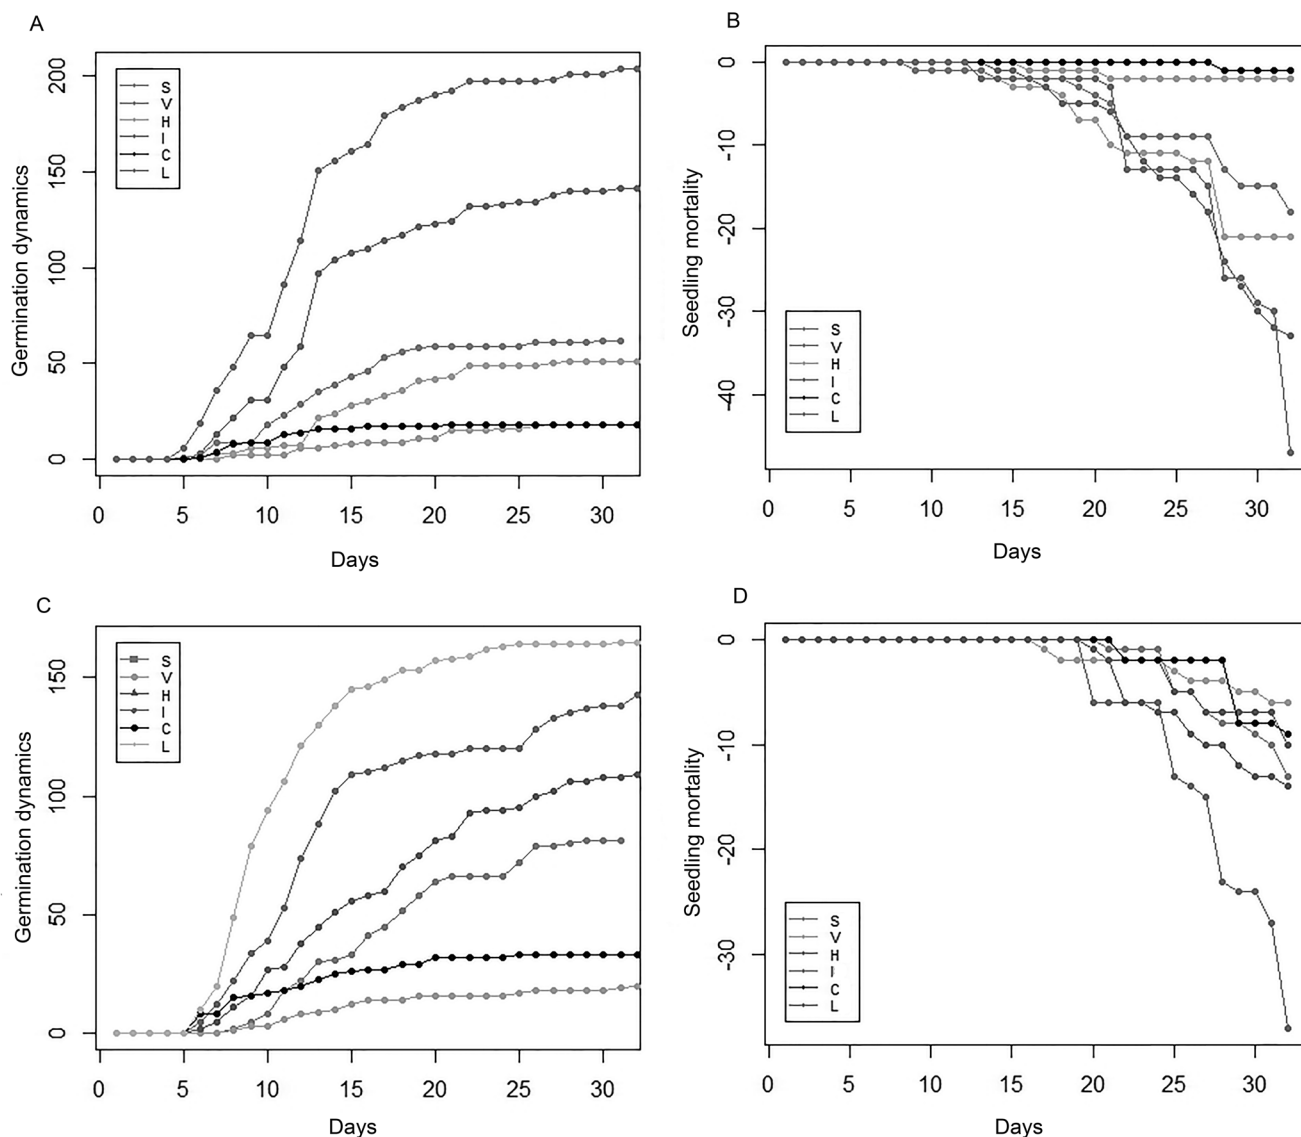 A
Germination dynamics
200
150
100
50
0
S
V
H
I
C
L
0 5 10 15 20 25 30
Days
B
Seedling mortality
0
-10
-20
-30
-40
S
V
H
I
C
L
0 5 10 15 20 25 30
Days
C
Germination dynamics
150
100
50
0
S
V
H
I
C
L
0 5 10 15 20 25 30
Days
D
Seedling mortality
0
-10
-20
-30
S
V
H
I
C
L
0 5 10 15 20 25 30
Days